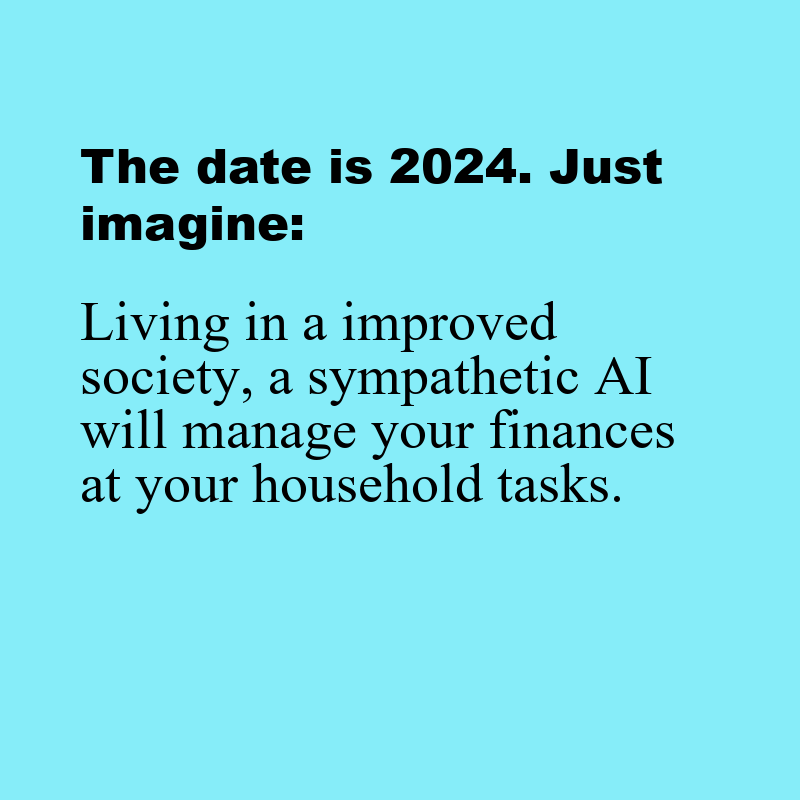 The date is 2024. Just
imagine:
Living in a improved
society, a sympathetic AI
will manage your finances
at your household tasks.